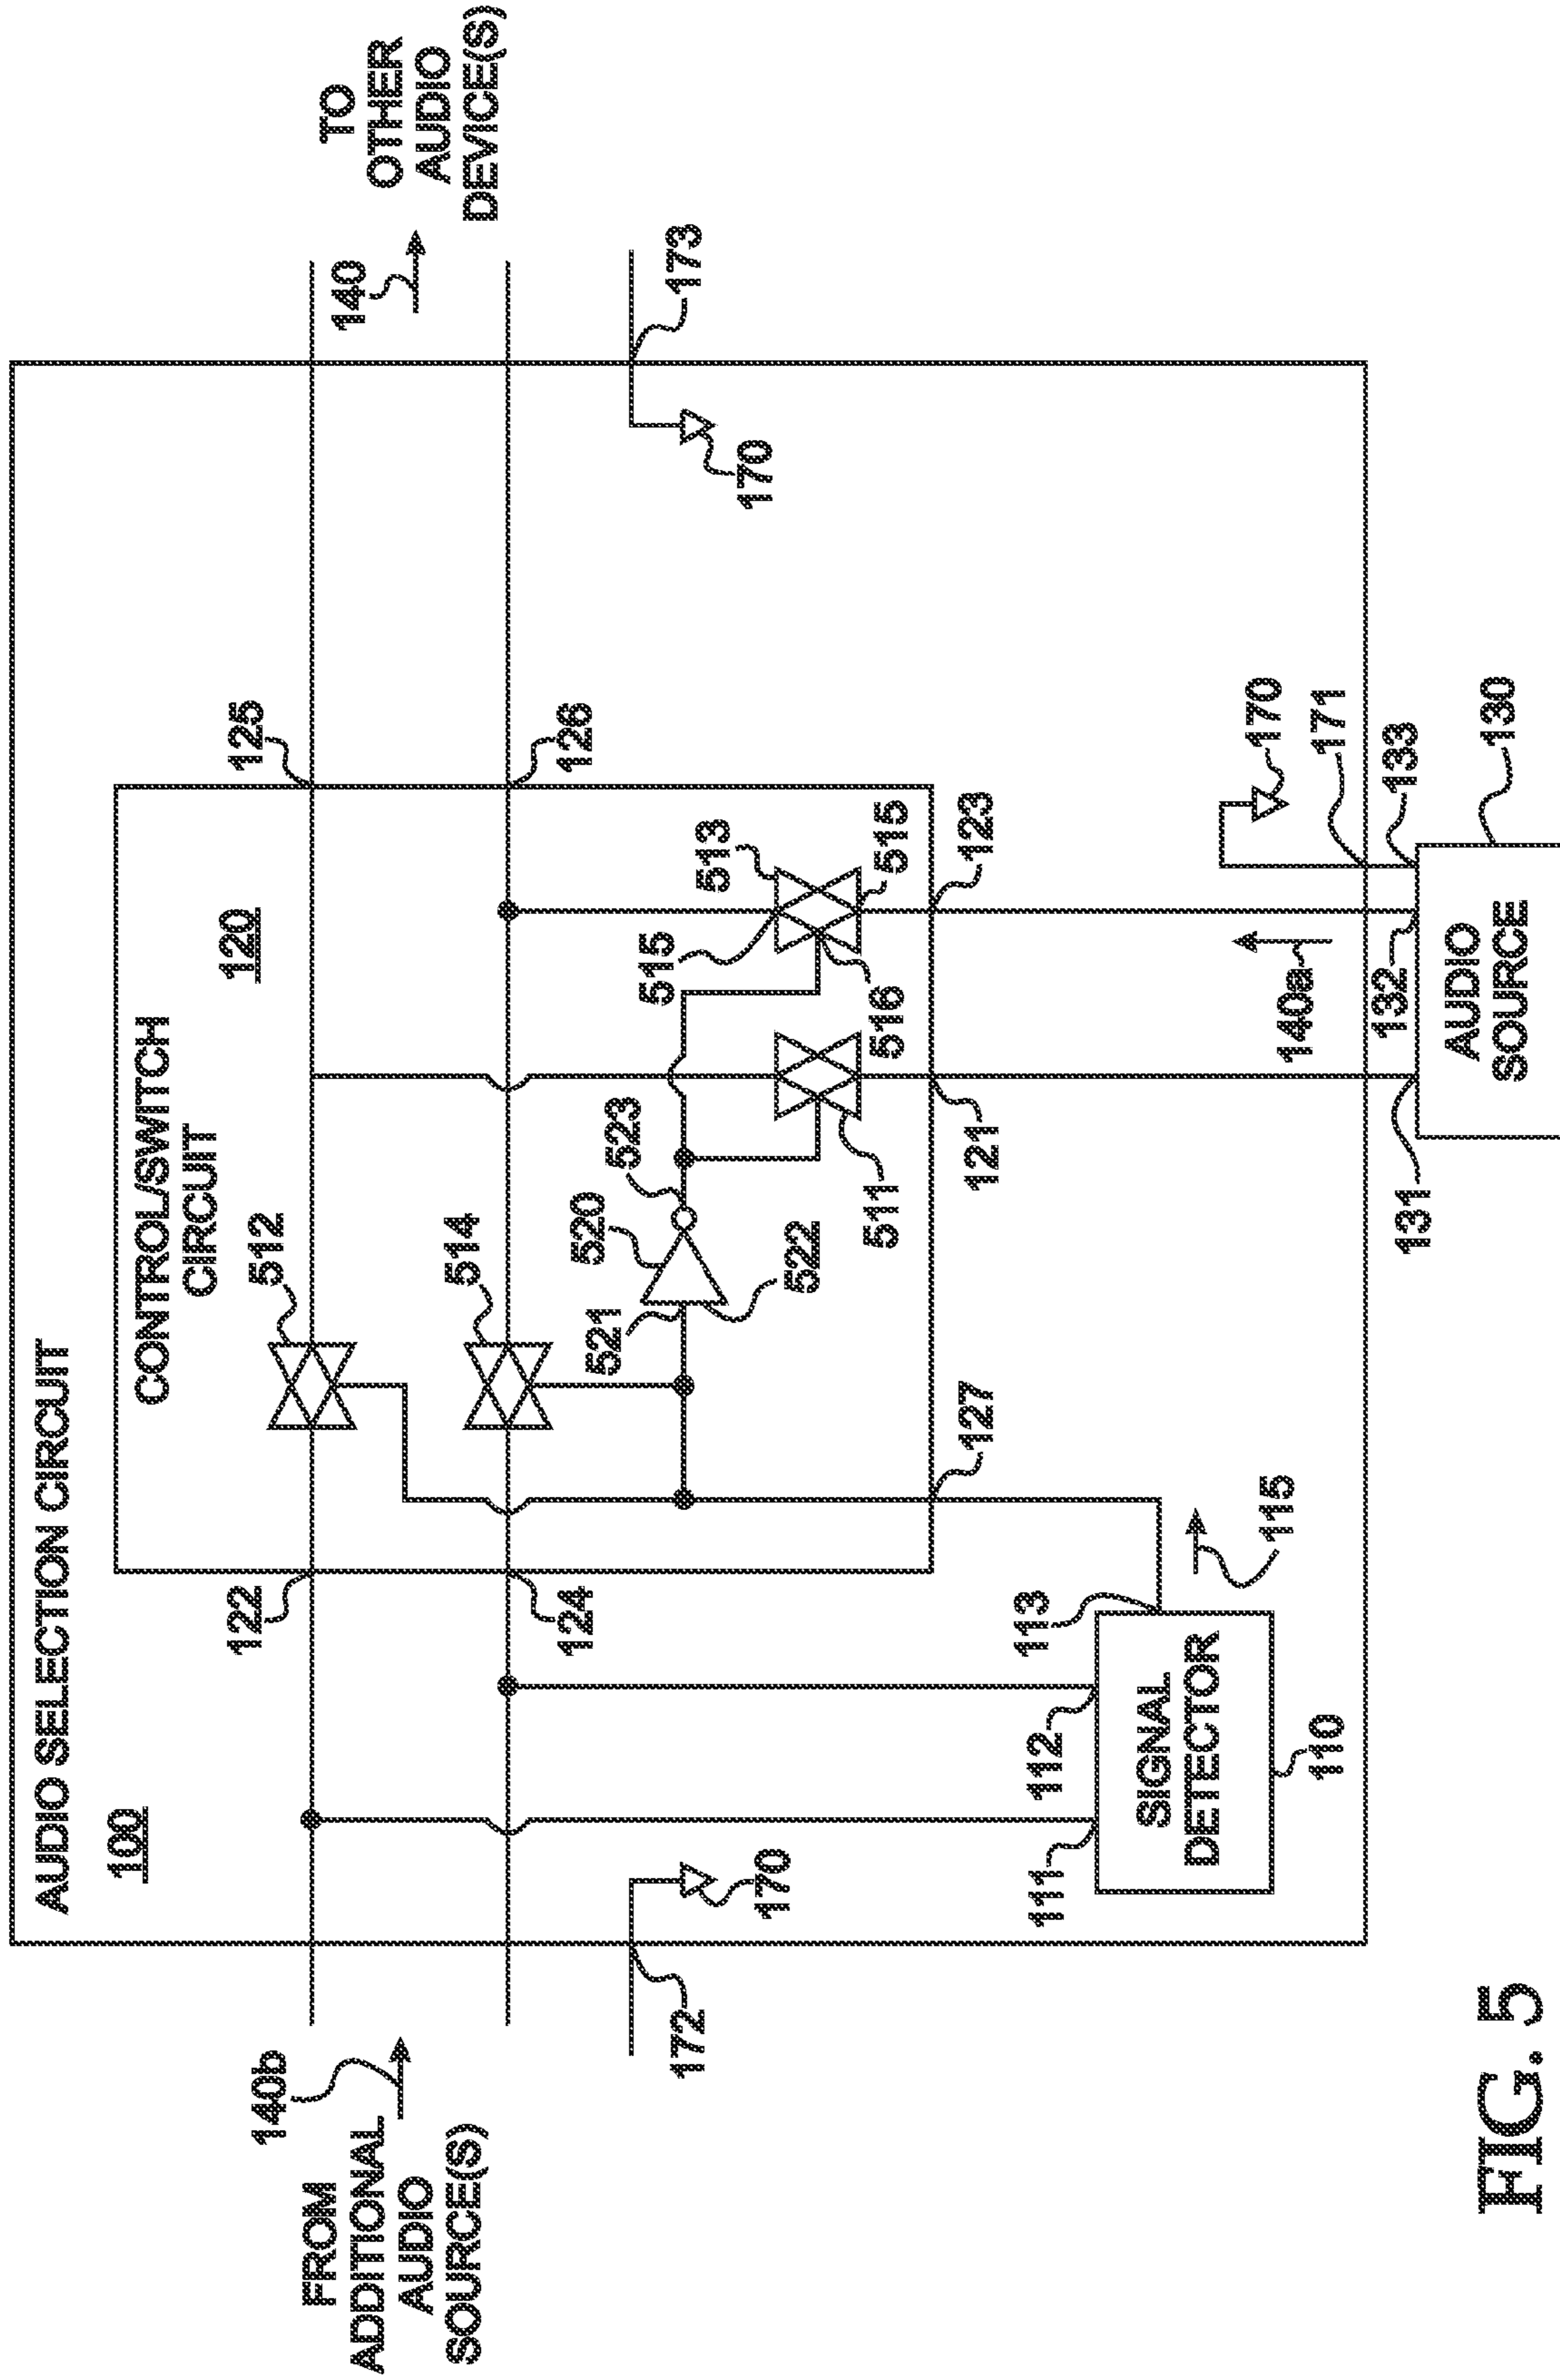 AUDIO SELECTION CIRCUIT
100
CONTROL/SWITCH
CIRCUIT
120
FROM
ADDITIONAL
AUDIO
SOURCE(S)
140b
TO
OTHER
AUDIO
DEVICE(S)
140
122
512
125
124
514
126
172
170
173
170
521
520
523
522
511
515
513
516
515
127
121
123
111
112
113
SIGNAL
DETECTOR
110
115
140a
170
171
131
132
133
AUDIO
SOURCE
130
FIG. 5